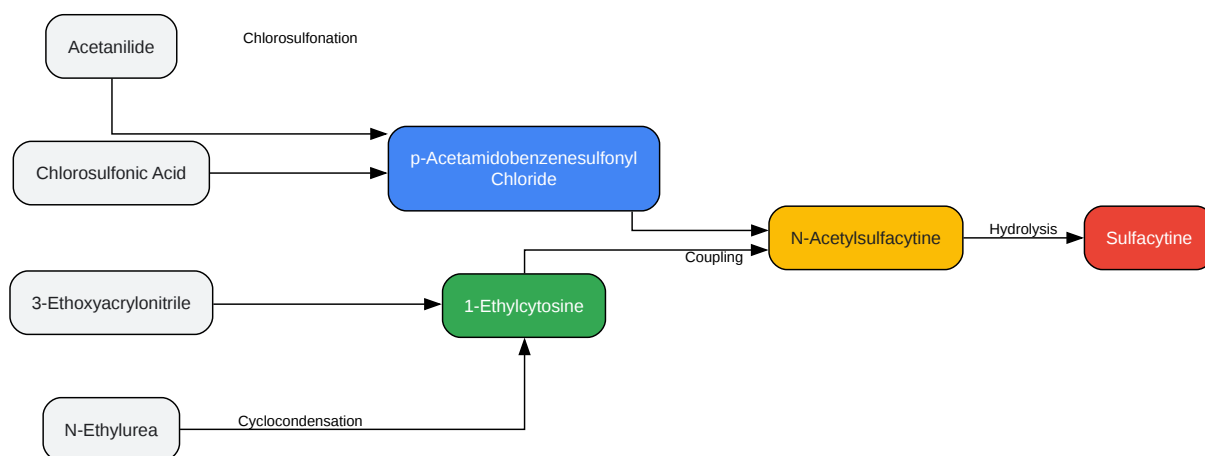 Acetanilide
Chlorosulfonation
Chlorosulfonic Acid
p-Acetamidobenzenesulfonyl
Chloride
N-Acetylsulfacytine
Hydrolysis
Sulfacytine
Coupling
3-Ethoxyacrylonitrile
1-Ethylcytosine
N-Ethylurea
Cyclocondensation